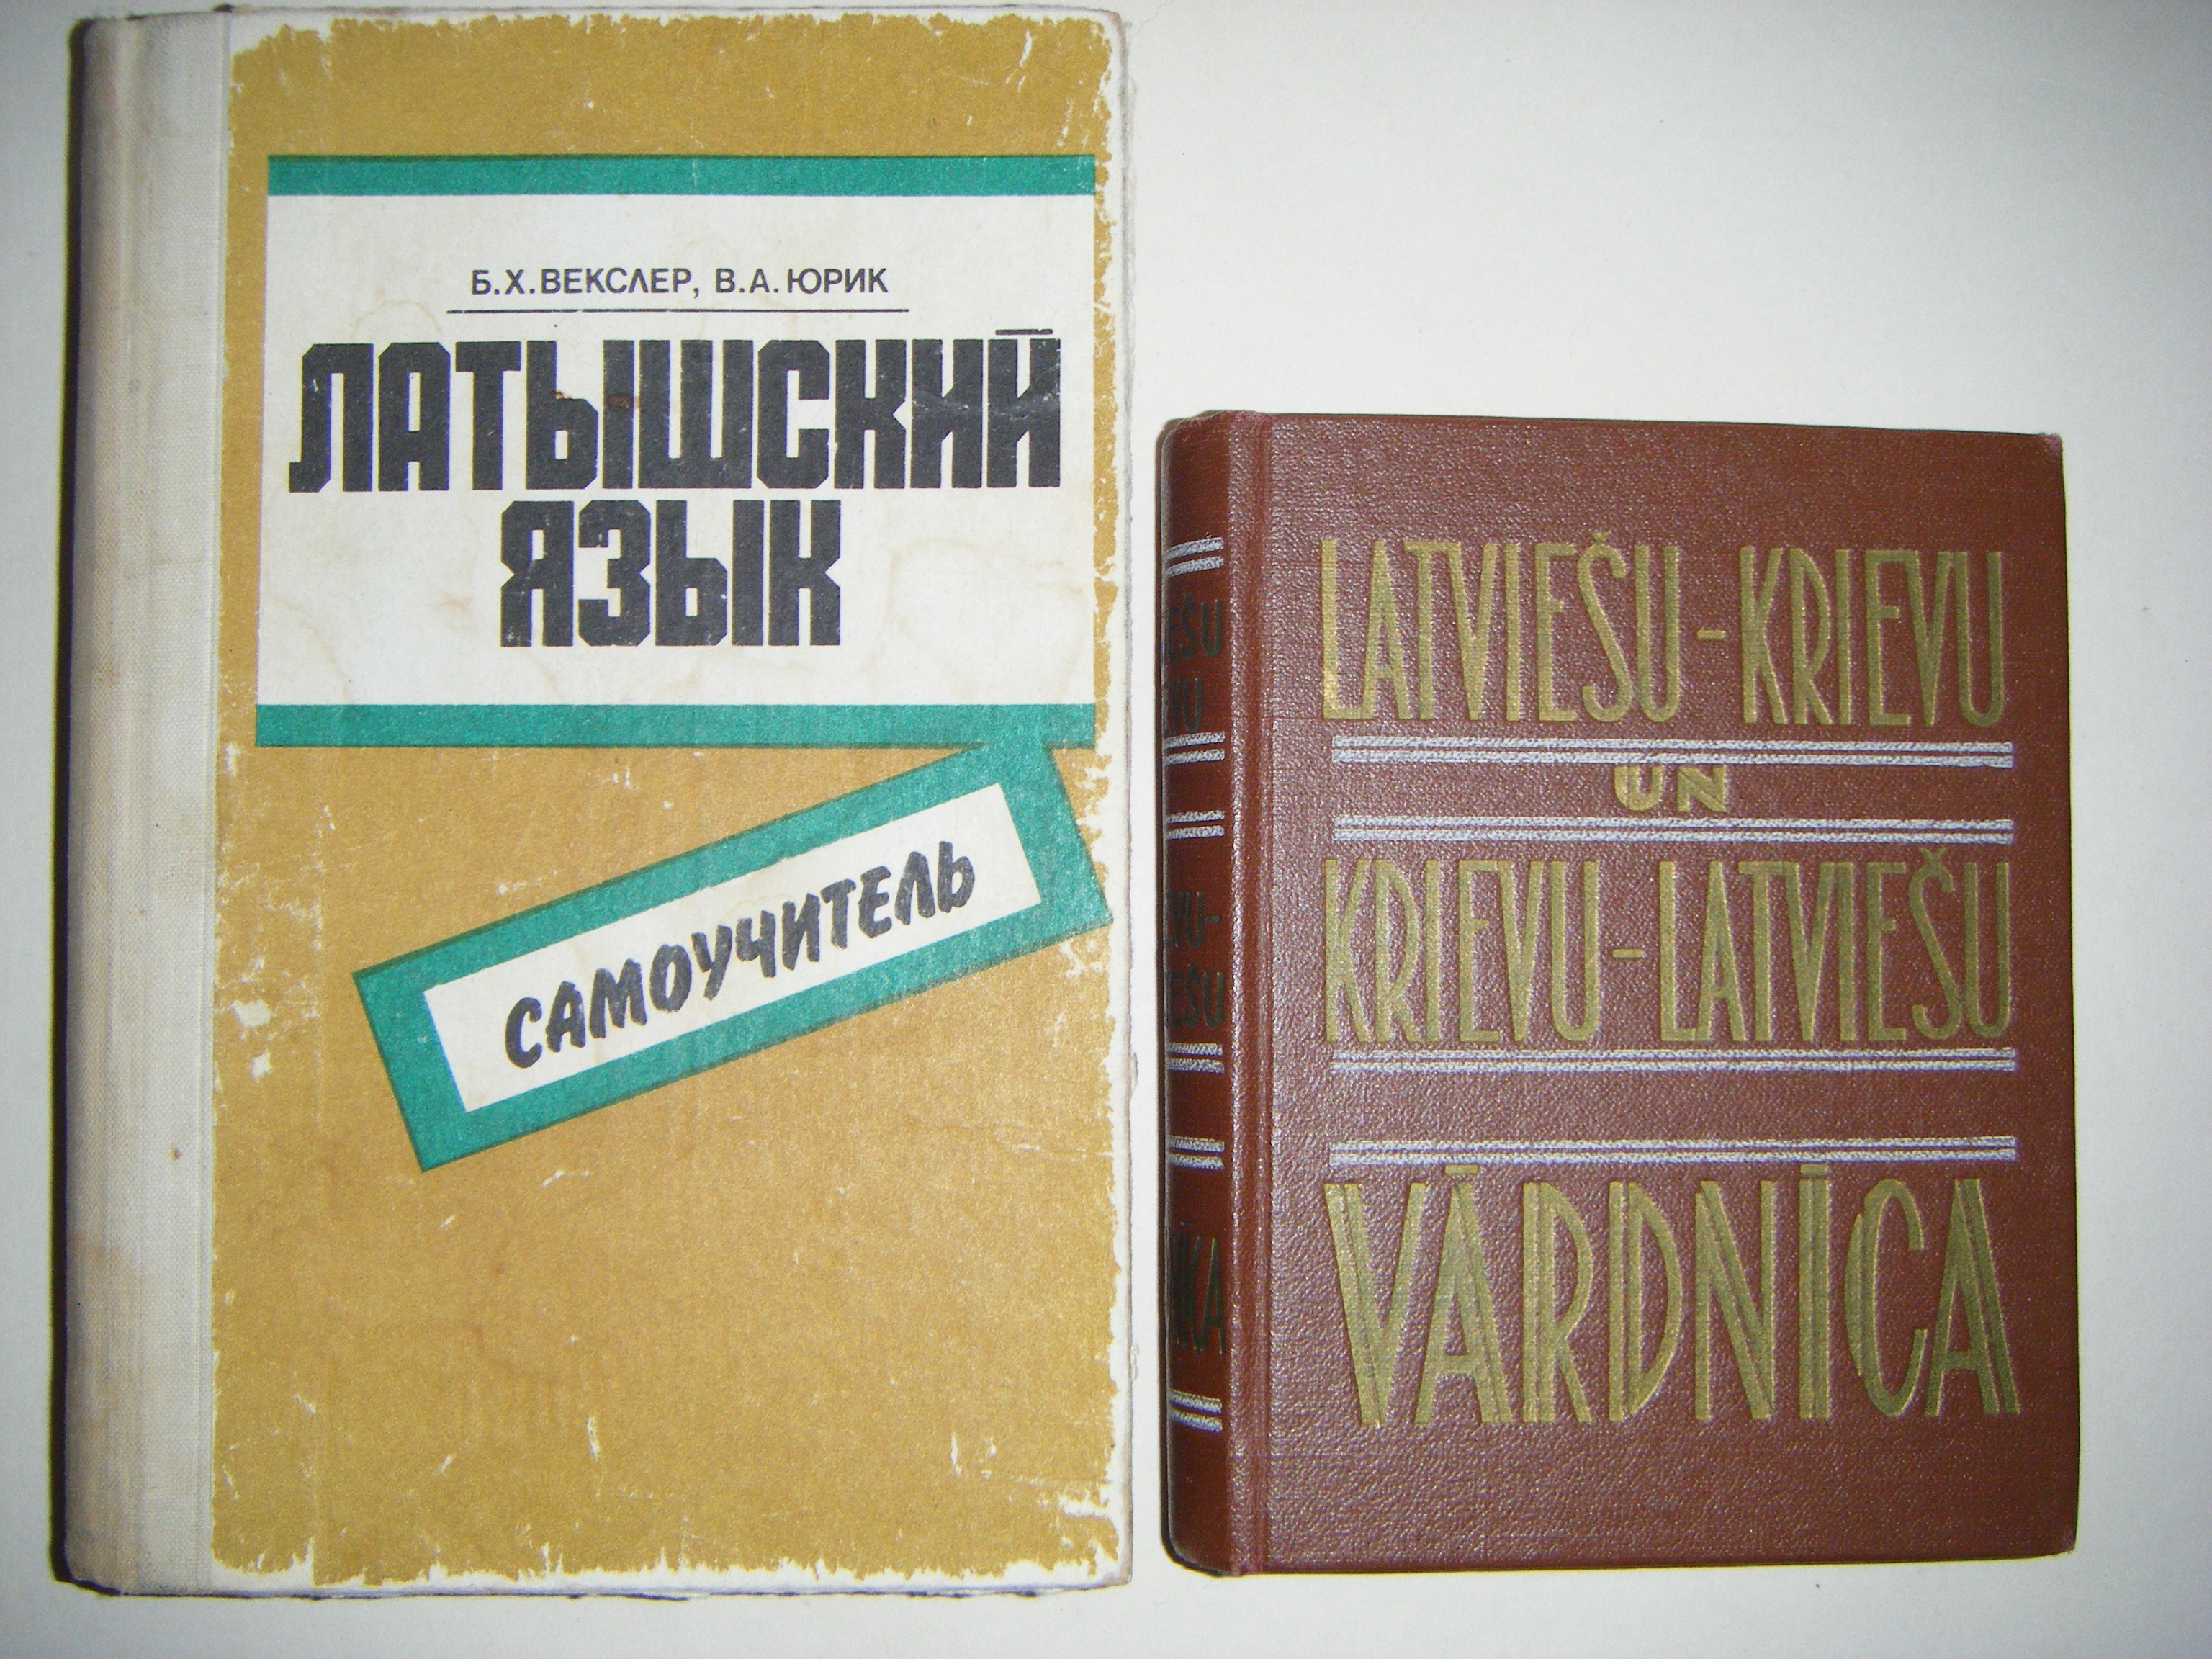 Б.Х.ВЕКСЛЕР, В.А.ЮРИК
ЛАТЫШСКИЙ
ЯЗЫК
САМОУЧИТЕЛЬ
LATVIEŠU-KRIEVU
UN
KRIEVU-LATVIEŠU
VĀRDNĪCA